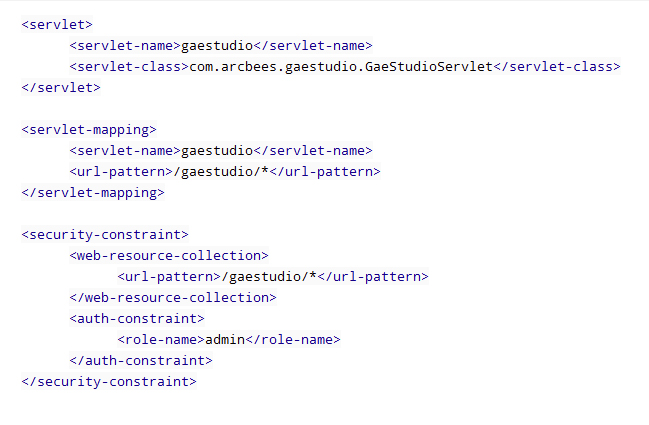 <servlet>
<servlet-name>gaestudio</servlet-name>
<servlet-class>com.arcbees.gaestudio.GaeStudioServlet</servlet-class>
</servlet>
<servlet-mapping>
<servlet-name>gaestudio</servlet-name>
<url-pattern>/gaestudio/*</url-pattern>
</servlet-mapping>
<security-constraint>
<web-resource-collection>
<url-pattern>/gaestudio/*</url-pattern>
</web-resource-collection>
<auth-constraint>
<role-name>admin</role-name>
</auth-constraint>
</security-constraint>